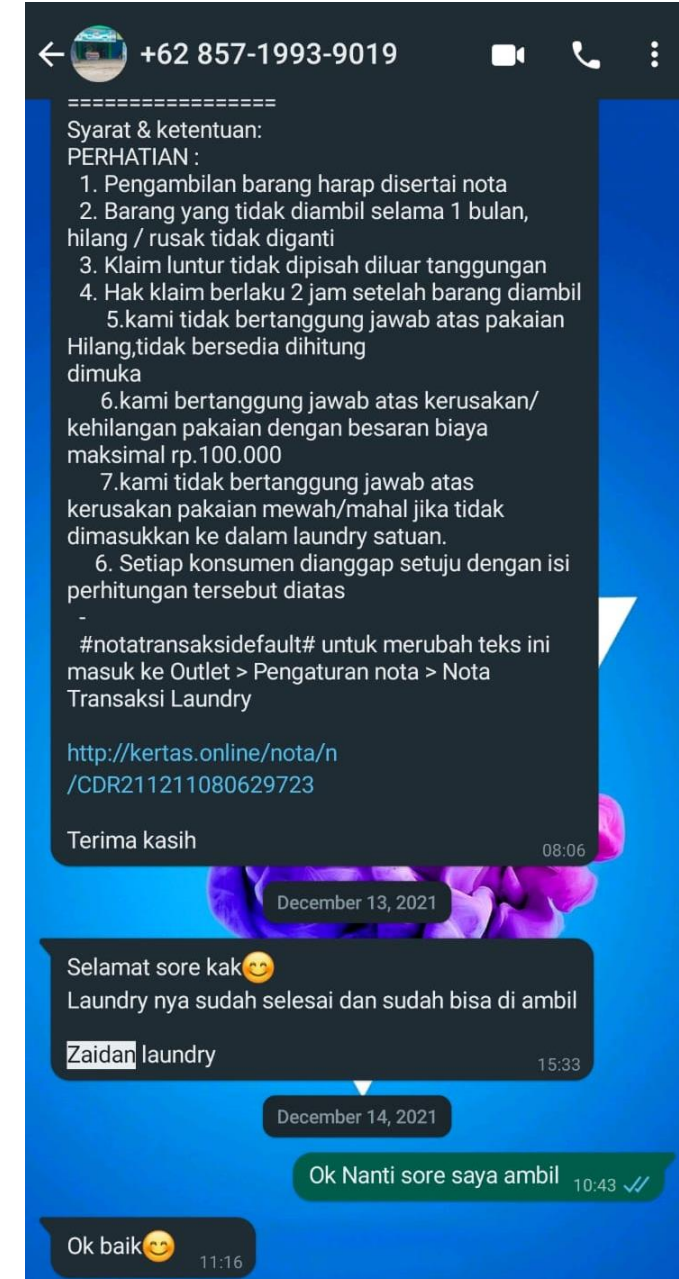 +62 857-1993-9019
==================
Syarat & ketentuan:
PERHATIAN :
1. Pengambilan barang harap disertai nota
2. Barang yang tidak diambil selama 1 bulan,
hilang / rusak tidak diganti
3. Klaim luntur tidak dipisah diluar tanggungan
4. Hak klaim berlaku 2 jam setelah barang diambil
5.kami tidak bertanggung jawab atas pakaian
Hilang,tidak bersedia dihitung
dimuka
6.kami bertanggung jawab atas kerusakan/
kehilangan pakaian dengan besaran biaya
maksimal rp.100.000
7.kami tidak bertanggung jawab atas
kerusakan pakaian mewah/mahal jika tidak
dimasukkan ke dalam laundry satuan.
6. Setiap konsumen dianggap setuju dengan isi
perhitungan tersebut diatas
-
#notatransaksidefault# untuk merubah teks ini
masuk ke Outlet > Pengaturan nota > Nota
Transaksi Laundry
http://kertas.online/nota/n
/CDR211211080629723
Terima kasih
08:06
December 13, 2021
Selamat sore kak😊
Laundry nya sudah selesai dan sudah bisa di ambil
Zaidan laundry
15:33
December 14, 2021
Ok Nanti sore saya ambil 10:43
Ok baik😊 11:16